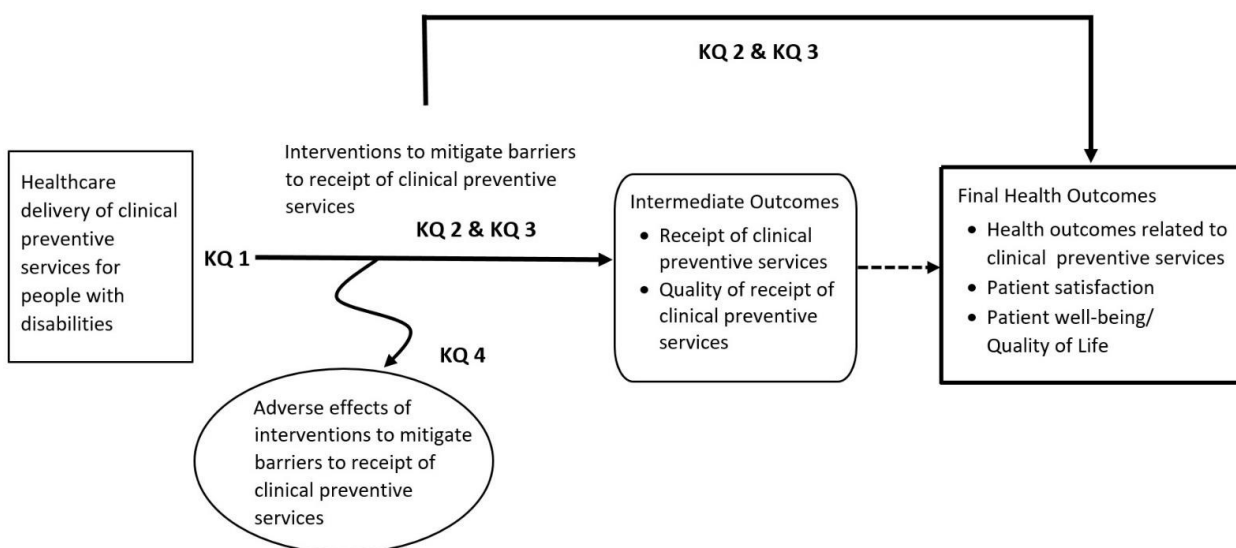 KQ 2 & KQ 3
Interventions to mitigate barriers
to receipt of clinical preventive
services
Healthcare
delivery of clinical
preventive
services for
people with
disabilities
KQ 1
KQ 2 & KQ 3
Intermediate Outcomes
• Receipt of clinical
preventive services
• Quality of receipt of
clinical preventive
services
Final Health Outcomes
• Health outcomes related to
clinical preventive services
• Patient satisfaction
• Patient well-being/
Quality of Life
KQ 4
Adverse effects of
interventions to mitigate
barriers to receipt of
clinical preventive
services